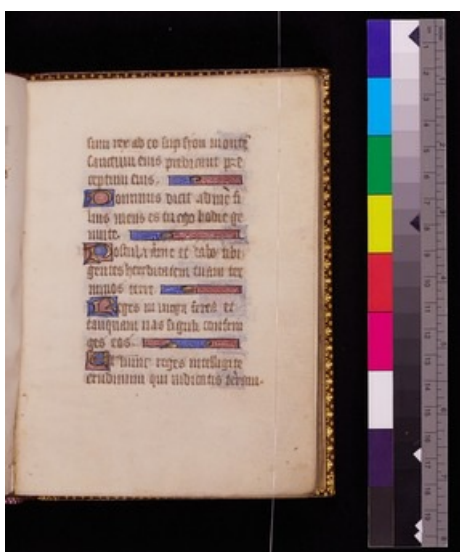 sum rex ab eo sup syon monte
sanctum eius predicans pre
ceptum eius.
Dominus dixit ad me fi
lius meus es tu ego hodie ge
nui te.
Postula a me et dabo tibi
gentes hereditatem tuam ter
minos terre.
Reges in virga ferrea et
tanquam vas figuli confrin
ges eos.
Et nunc reges intelligite
erudimini qui iudicatis terram.